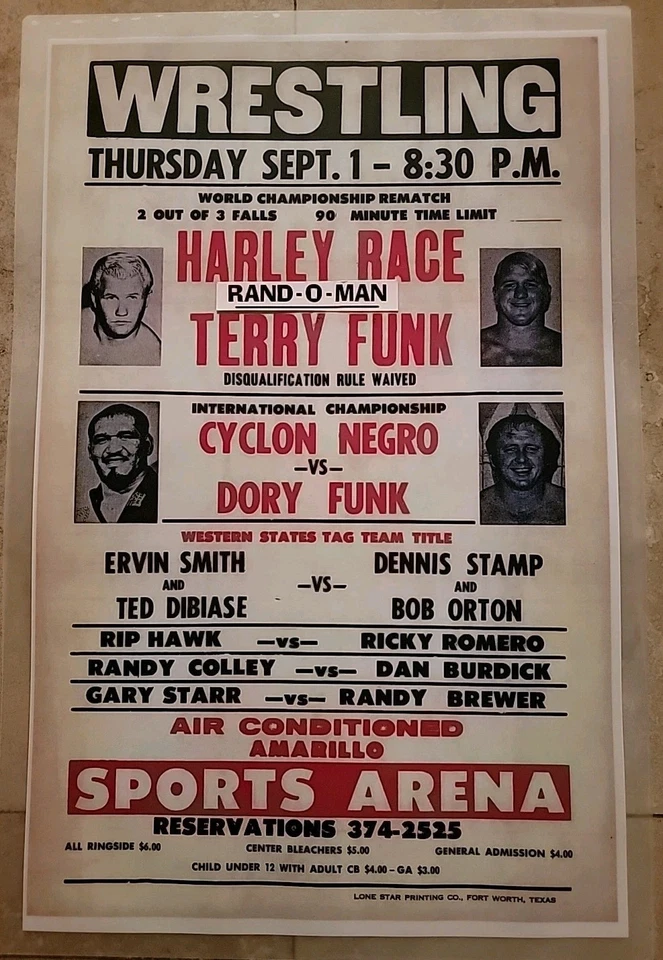 WRESTLING
THURSDAY SEPT. 1 – 8:30 P.M.
WORLD CHAMPIONSHIP REMATCH
2 OUT OF 3 FALLS 90 MINUTE TIME LIMIT
HARLEY RACE
RAND-O-MAN
TERRY FUNK
DISQUALIFICATION RULE WAIVED
INTERNATIONAL CHAMPIONSHIP
CYCLON NEGRO
–VS–
DORY FUNK
WESTERN STATES TAG TEAM TITLE
ERVIN SMITH DENNIS STAMP
AND –VS– AND
TED DIBIASE BOB ORTON
RIP HAWK –vs– RICKY ROMERO
RANDY COLLEY –vs– DAN BURDICK
GARY STARR –vs– RANDY BREWER
AIR CONDITIONED
AMARILLO
SPORTS ARENA
RESERVATIONS 374-2525
ALL RINGSIDE $6.00 CENTER BLEACHERS $5.00 GENERAL ADMISSION $4.00
CHILD UNDER 12 WITH ADULT CB $4.00–GA $3.00
LONE STAR PRINTING CO., FORT WORTH, TEXAS